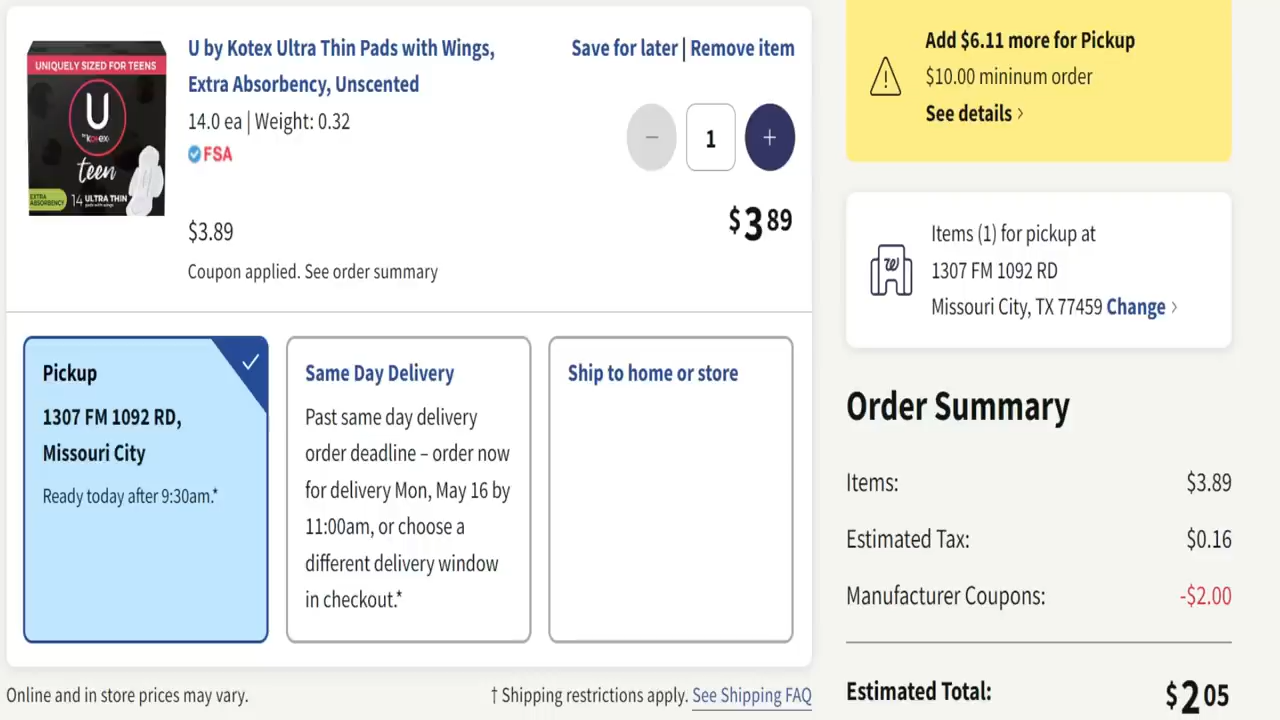 UNIQUELY SIZED FOR TEENS
U
by Kotex
teen
EXTRA
ABSORBENCY
14 ULTRA THIN
pads with wings
U by Kotex Ultra Thin Pads with Wings,
Extra Absorbency, Unscented
14.0 ea | Weight: 0.32
FSA
$3.89
Coupon applied. See order summary
Save for later | Remove item
− 1 +
$3 89
Pickup
1307 FM 1092 RD,
Missouri City
Ready today after 9:30am.*
Same Day Delivery
Past same day delivery
order deadline – order now
for delivery Mon, May 16 by
11:00am, or choose a
different delivery window
in checkout.*
Ship to home or store
Online and in store prices may vary.
† Shipping restrictions apply. See Shipping FAQ
Add $6.11 more for Pickup
$10.00 mininum order
See details ›
Items (1) for pickup at
1307 FM 1092 RD
Missouri City, TX 77459 Change ›
Order Summary
Items: $3.89
Estimated Tax: $0.16
Manufacturer Coupons: -$2.00
Estimated Total: $2 05